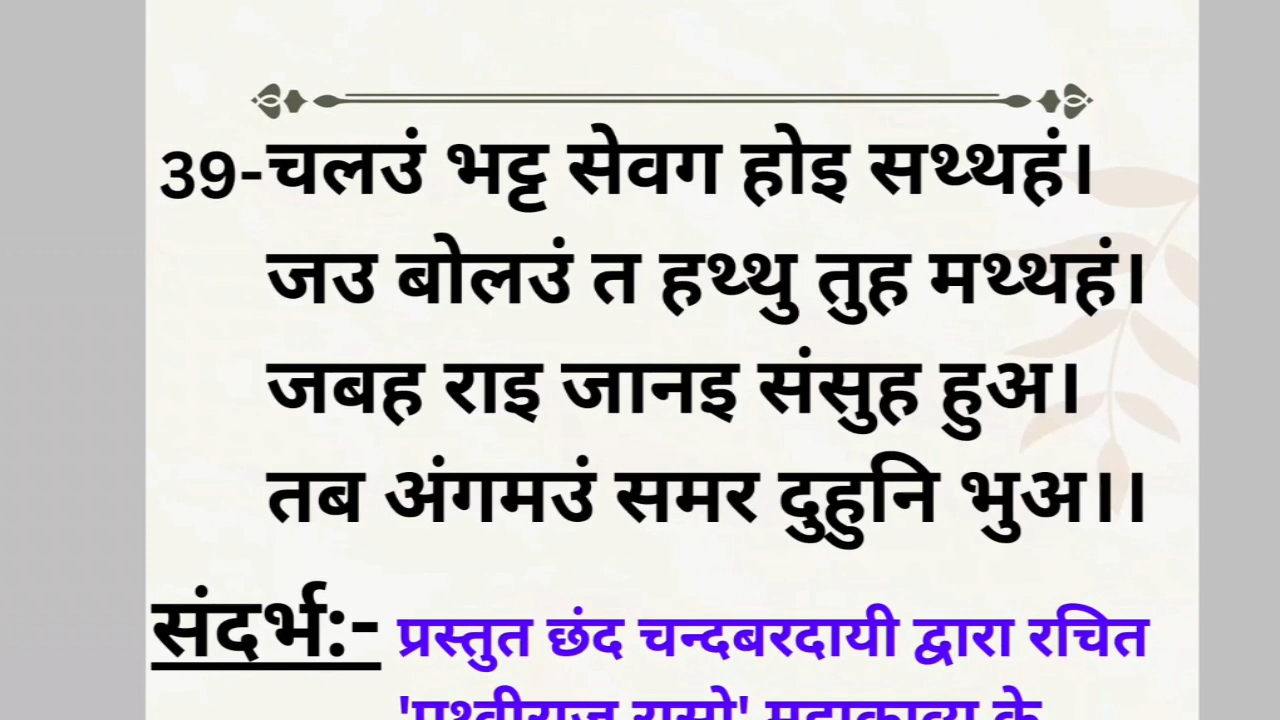 39-चलउं भट्ट सेवग होइ सथ्थहं।
जउ बोलउं त हथ्थु तुह मथ्थहं।
जबह राइ जानइ संसुह हुअ।
तब अंगमउं समर दुहुनि भुअ।।
संदर्भ:- प्रस्तुत छंद चन्दबरदायी द्वारा रचित
'पृथ्वीराज रासो' महाकाव्य के